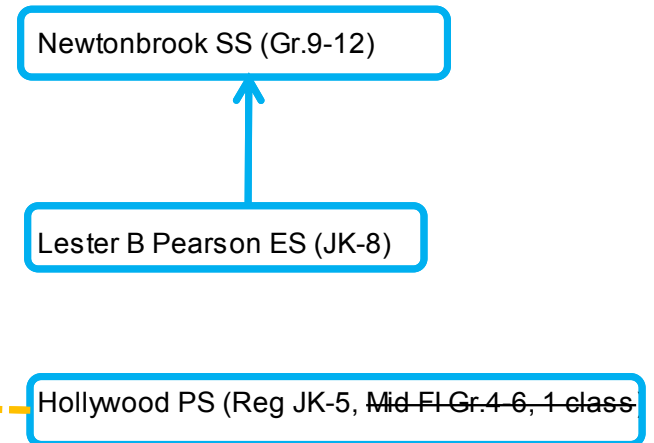 Newtonbrook SS (Gr.9-12)
Lester B Pearson ES (JK-8)
Hollywood PS (Reg JK-5, Mid FI Gr.4-6, 1 class)